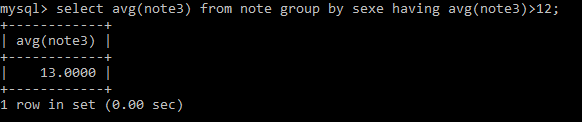 mysql> select avg(note3) from note group by sexe having avg(note3)>12;
+------------+
| avg(note3) |
+------------+
|    13.0000 |
+------------+
1 row in set (0.00 sec)